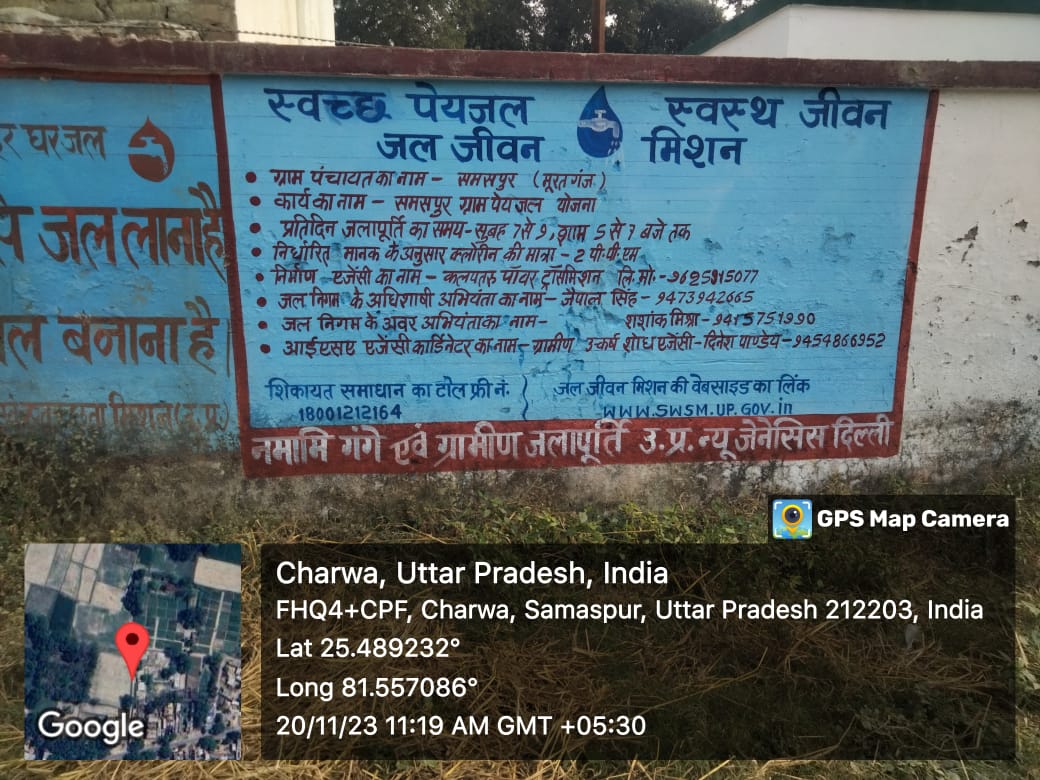 घर जल
जल लाना है
बनाना है
मिशन (उ.प्र.)
स्वच्छ पेयजल स्वस्थ जीवन
जल जीवन मिशन
• ग्राम पंचायत का नाम - समसपुर (मूरतगंज)
• कार्य का नाम - समसपुर ग्राम पेयजल योजना
• प्रतिदिन जलापूर्ति का समय - सुबह 7 से 9, शाम 5 से 7 बजे तक
• निर्धारित मानक के अनुसार क्लोरीन की मात्रा - 2 पी.पी.एम
• निर्माण एजेंसी का नाम - कल्पतरु पॉवर ट्रांसमिशन लि. मो.-
• जल निगम के अधिशाषी अभियंता का नाम - जैपाल सिंह - 9473942665
• जल निगम के अवर अभियंता का नाम - शशांक मिश्रा - 9415751990
• आईएसए एजेंसी कार्डिनेटर का नाम - ग्रामीण शोध एजेंसी - दिनेश पाण्डेय - 9454866952
शिकायत समाधान का टोल फ्री नं.
18001212164
जल जीवन मिशन की वेबसाइड का लिंक
WWW.SWSM.UP.GOV.in
नमामि गंगे एवं ग्रामीण जलापूर्ति उ.प्र. न्यू जेनेसिस दिल्ली
GPS Map Camera
Charwa, Uttar Pradesh, India
FHQ4+CPF, Charwa, Samaspur, Uttar Pradesh 212203, India
Lat 25.489232°
Long 81.557086°
20/11/23 11:19 AM GMT +05:30
Google